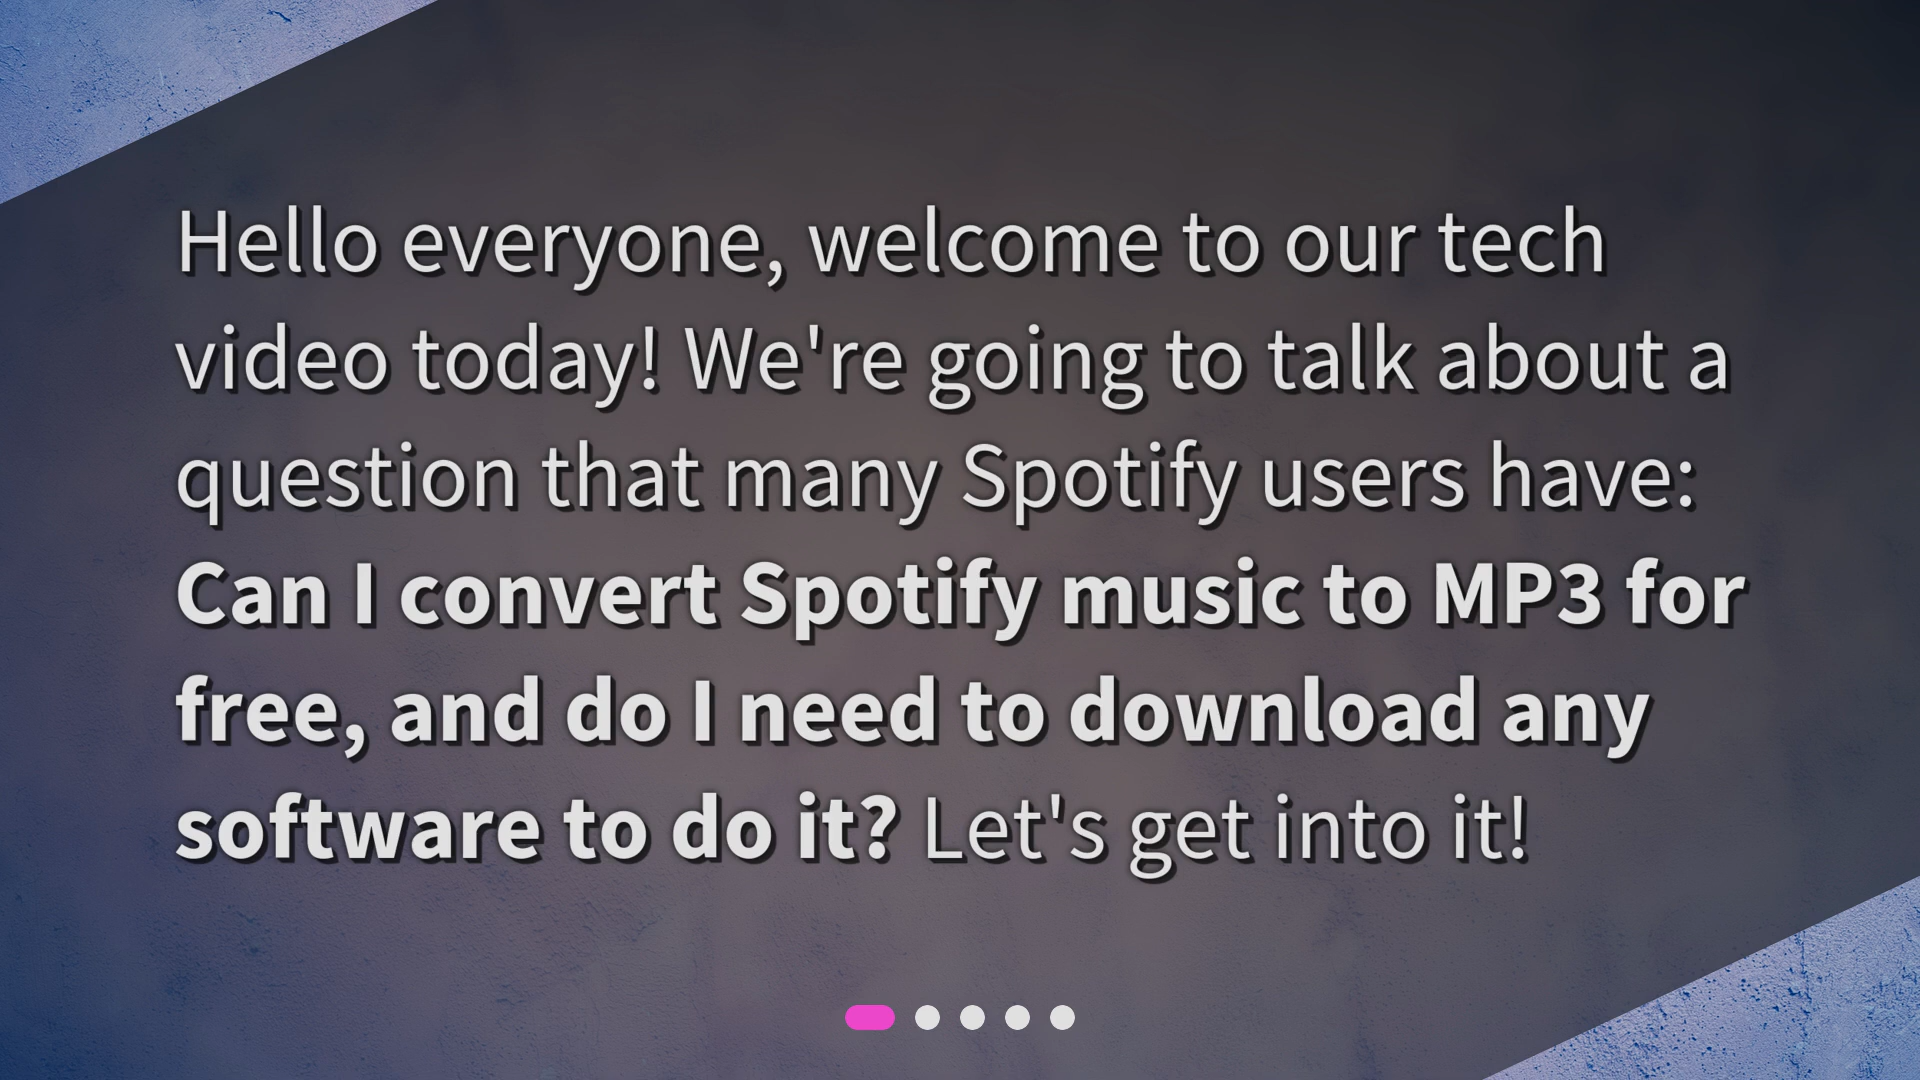 Hello everyone, welcome to our tech
video today! We're going to talk about a
question that many Spotify users have:
Can I convert Spotify music to MP3 for
free, and do I need to download any
software to do it? Let's get into it!